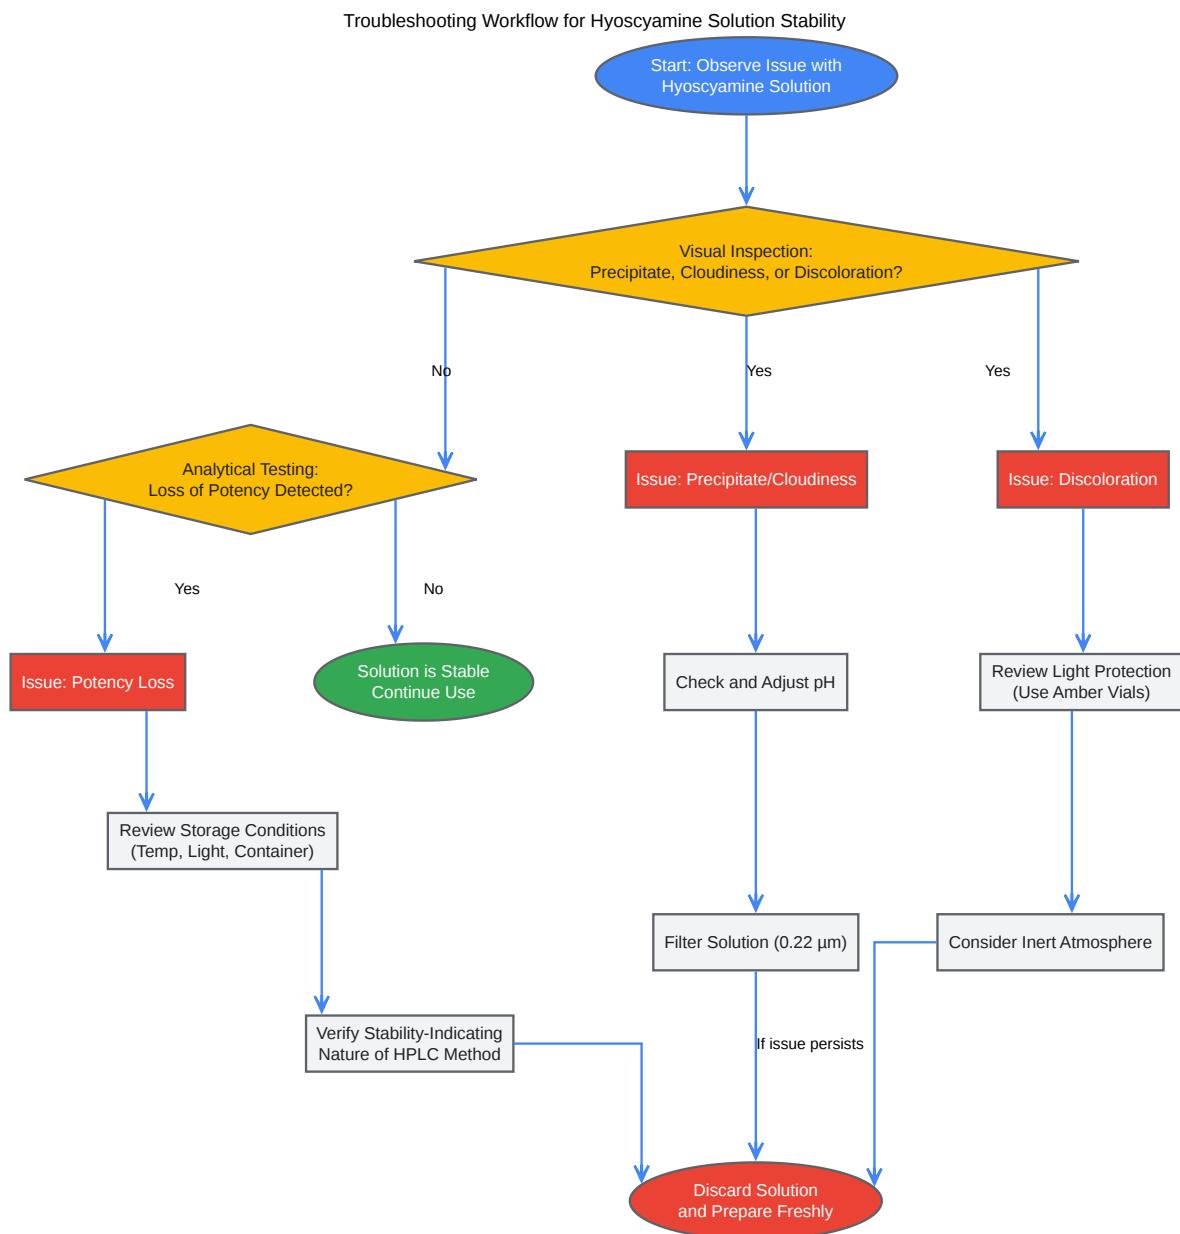 Troubleshooting Workflow for Hyoscyamine Solution Stability
Start: Observe Issue with
Hyoscyamine Solution
Visual Inspection:
Precipitate, Cloudiness, or Discoloration?
No
Yes
Yes
Analytical Testing:
Loss of Potency Detected?
Issue: Precipitate/Cloudiness
Issue: Discoloration
Yes
No
Issue: Potency Loss
Solution is Stable
Continue Use
Check and Adjust pH
Review Light Protection
(Use Amber Vials)
Review Storage Conditions
(Temp, Light, Container)
Filter Solution (0.22 µm)
Consider Inert Atmosphere
Verify Stability-Indicating
Nature of HPLC Method
If issue persists
Discard Solution
and Prepare Freshly